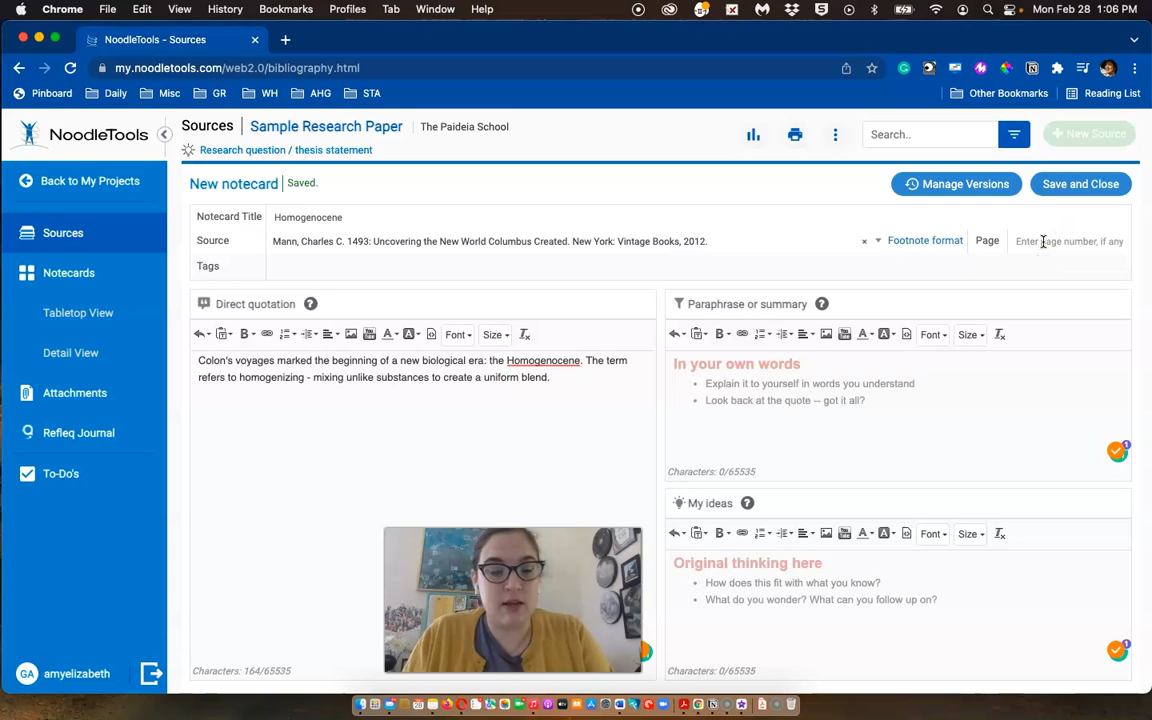 Chrome File Edit View History Bookmarks Profiles Tab Window Help Mon Feb 28 1:06 PM
NoodleTools - Sources
my.noodletools.com/web2.0/bibliography.html
Pinboard Daily Misc GR WH AHG STA Other Bookmarks Reading List
NoodleTools Sources Sample Research Paper The Paideia School Search.. + New Source
Research question / thesis statement
Back to My Projects
New notecard Saved. Manage Versions Save and Close
Notecard Title Homogenocene
Sources
Source Mann, Charles C. 1493: Uncovering the New World Columbus Created. New York: Vintage Books, 2012. × Footnote format Page Enter page number, if any
Tags
Notecards
Direct quotation ? Paraphrase or summary ?
Tabletop View
B Font Size B Font Size
Detail View
Colon's voyages marked the beginning of a new biological era: the Homogenocene. The term
refers to homogenizing - mixing unlike substances to create a uniform blend.
In your own words
Explain it to yourself in words you understand
Look back at the quote -- got it all?
Attachments
Refleq Journal
1
To-Do's
Characters: 0/65535
My ideas ?
B Font Size
Original thinking here
How does this fit with what you know?
What do you wonder? What can you follow up on?
1
GA amyelizabeth
Characters: 164/65535 Characters: 0/65535